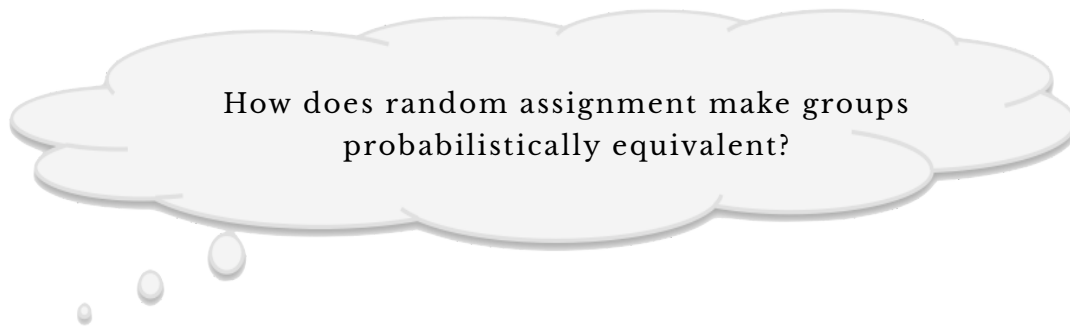 How does random assignment make groups
probabilistically equivalent?